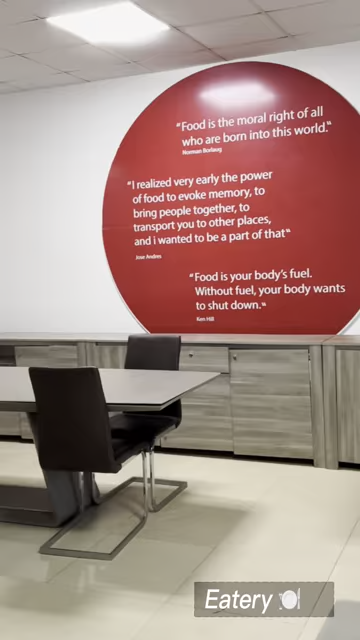 "Food is the moral right of all
who are born into this world."
Norman Borlaug
"I realized very early the power
of food to evoke memory, to
bring people together, to
transport you to other places,
and i wanted to be a part of that"
Jose Andres
"Food is your body's fuel.
Without fuel, your body wants
to shut down."
Ken Hill
Eatery 🍽